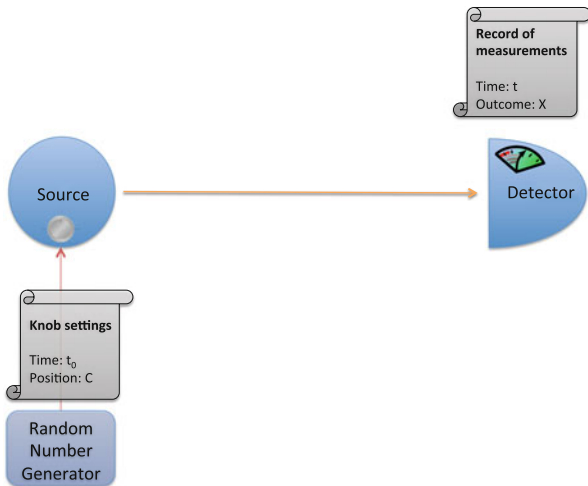 Record of
measurements
Time: t
Outcome: X
Source
Detector
Knob settings
Time: t₀
Position: C
Random
Number
Generator